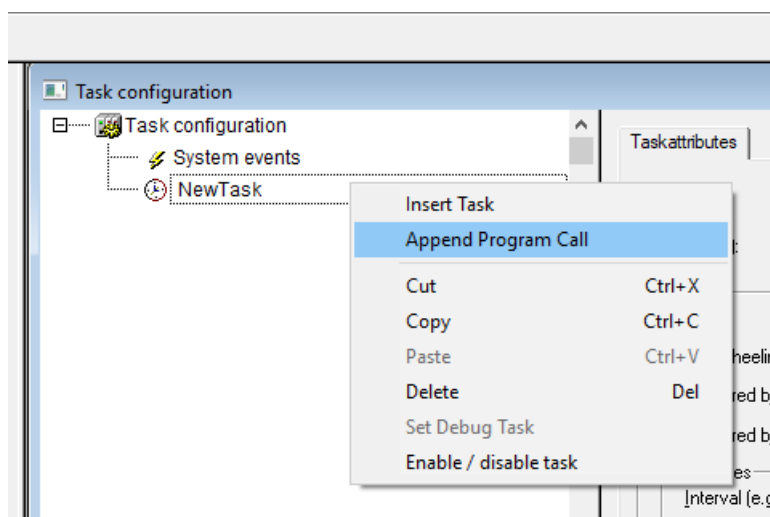 Task configuration
Task configuration
System events
NewTask
Taskattributes
Insert Task
Append Program Call
Cut Ctrl+X
Copy Ctrl+C
Paste Ctrl+V
Delete Del
Set Debug Task
Enable / disable task
Interval (e.g